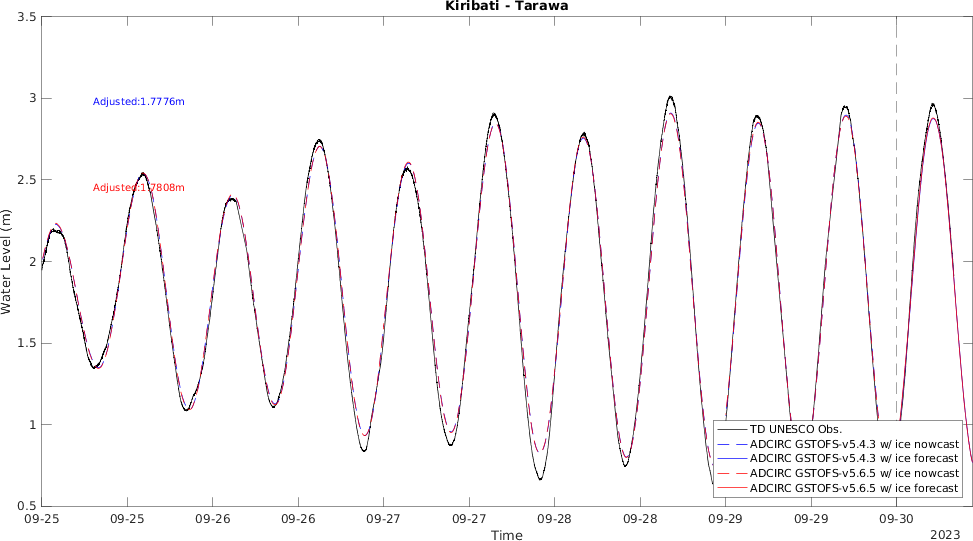 Kiribati - Tarawa
3.5
3
2.5
2
1.5
1
0.5
Water Level (m)
Adjusted:1.7776m
Adjusted:1.7808m
TD UNESCO Obs.
ADCIRC GSTOFS-v5.4.3 w/ ice nowcast
ADCIRC GSTOFS-v5.4.3 w/ ice forecast
ADCIRC GSTOFS-v5.6.5 w/ ice nowcast
ADCIRC GSTOFS-v5.6.5 w/ ice forecast
09-25 09-25 09-26 09-26 09-27 09-27 09-28 09-28 09-29 09-29 09-30
Time
2023